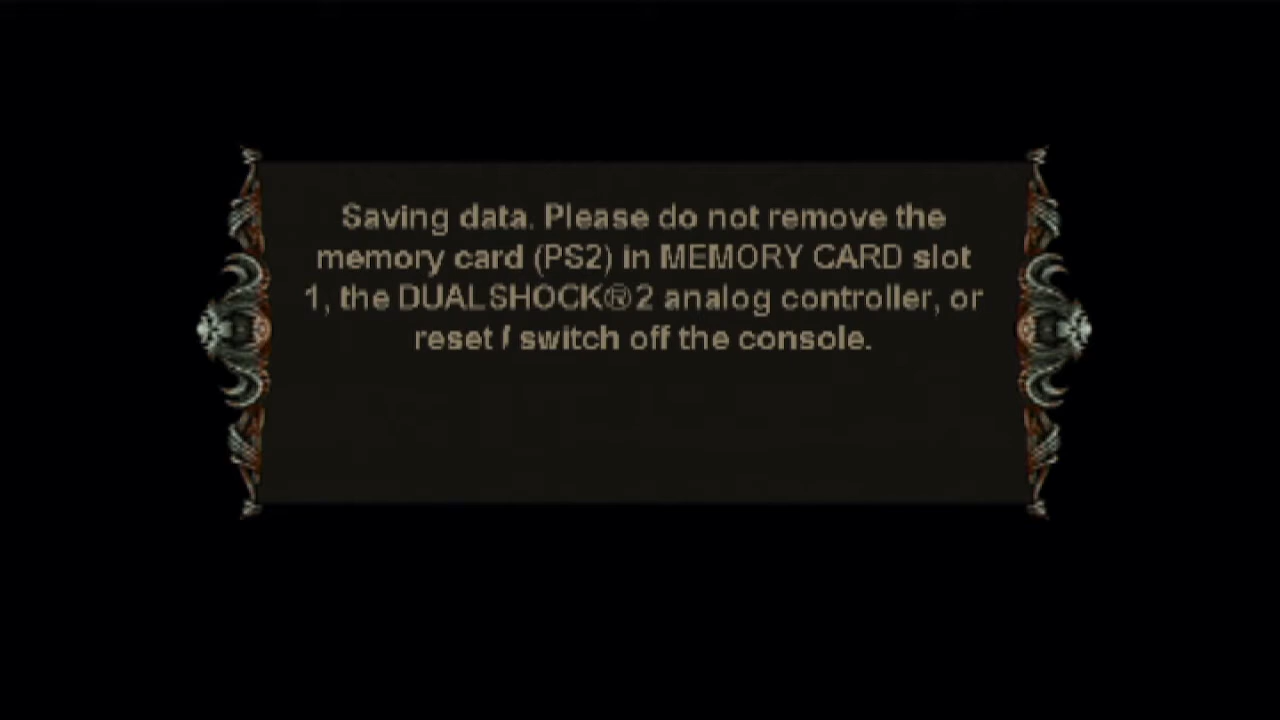 Saving data. Please do not remove the
memory card (PS2) in MEMORY CARD slot
1, the DUALSHOCK®2 analog controller, or
reset / switch off the console.